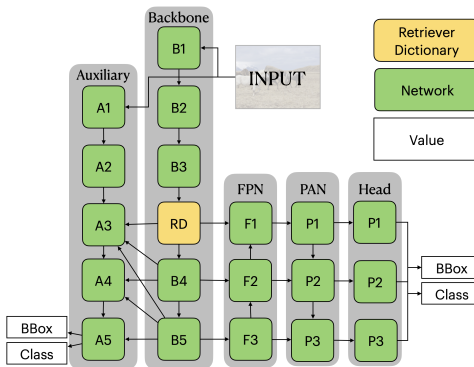 Backbone
Retriever
Dictionary
B1
Auxiliary
INPUT
Network
A1
B2
Value
A2
B3
FPN
PAN
Head
A3
RD
F1
P1
P1
BBox
A4
B4
F2
P2
P2
Class
BBox
A5
B5
F3
P3
P3
Class